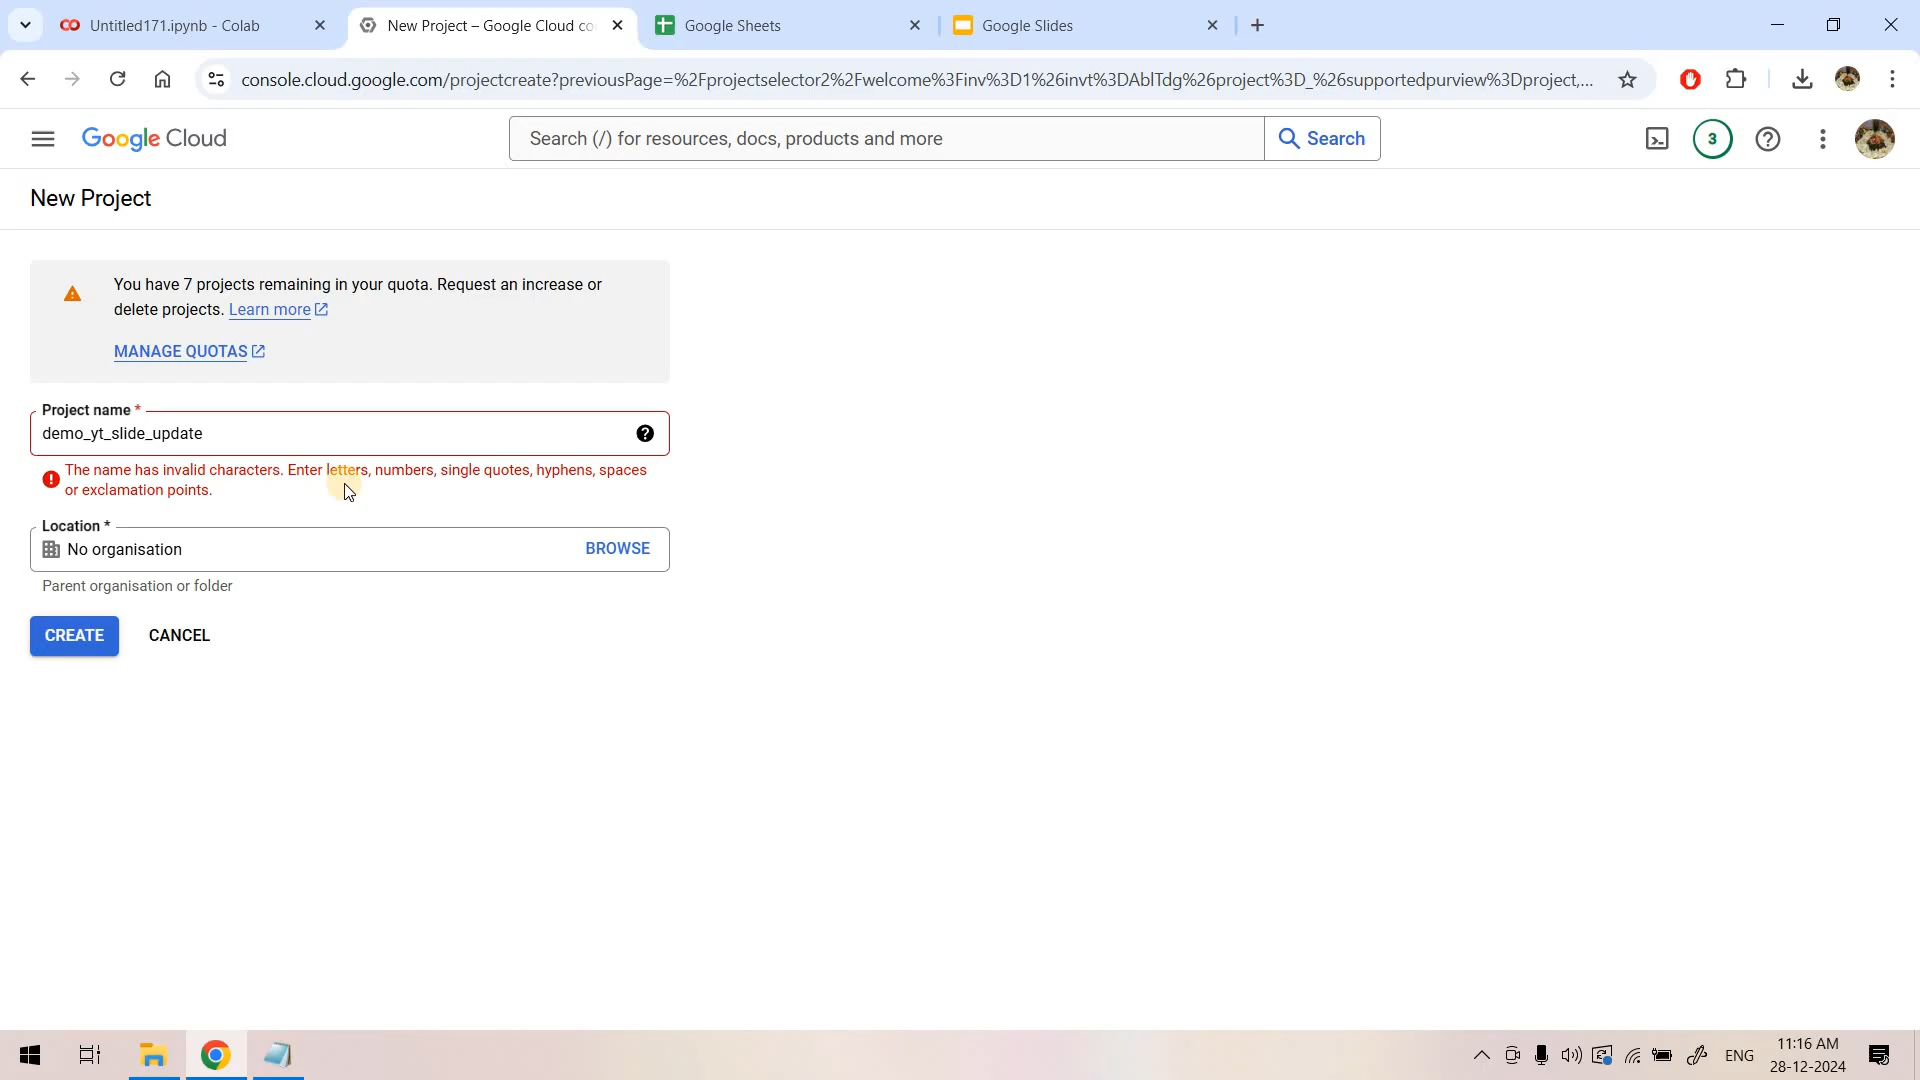 Untitled171.ipynb - Colab
New Project – Google Cloud co
Google Sheets
Google Slides
console.cloud.google.com/projectcreate?previousPage=%2Fprojectselector2%2Fwelcome%3Finv%3D1%26invt%3DAblTdg%26project%3D_%26supportedpurview%3Dproject,...
Google Cloud
Search (/) for resources, docs, products and more
Search
3
New Project
You have 7 projects remaining in your quota. Request an increase or
delete projects. Learn more
MANAGE QUOTAS
Project name *
demo_yt_slide_update
The name has invalid characters. Enter letters, numbers, single quotes, hyphens, spaces
or exclamation points.
Location *
No organisation
BROWSE
Parent organisation or folder
CREATE
CANCEL
ENG
11:16 AM
28-12-2024